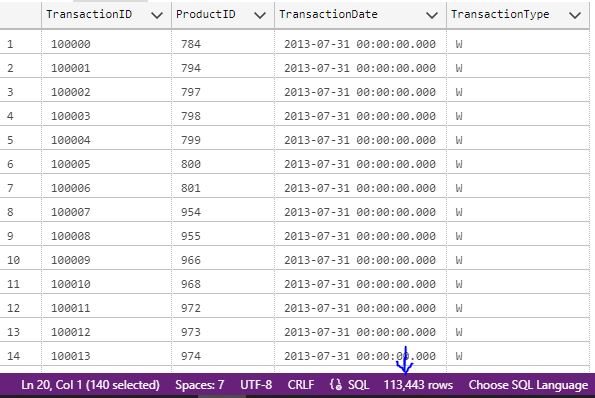 TransactionID ProductID TransactionDate TransactionType
1 100000 784 2013-07-31 00:00:00.000 W
2 100001 794 2013-07-31 00:00:00.000 W
3 100002 797 2013-07-31 00:00:00.000 W
4 100003 798 2013-07-31 00:00:00.000 W
5 100004 799 2013-07-31 00:00:00.000 W
6 100005 800 2013-07-31 00:00:00.000 W
7 100006 801 2013-07-31 00:00:00.000 W
8 100007 954 2013-07-31 00:00:00.000 W
9 100008 955 2013-07-31 00:00:00.000 W
10 100009 966 2013-07-31 00:00:00.000 W
11 100010 968 2013-07-31 00:00:00.000 W
12 100011 972 2013-07-31 00:00:00.000 W
13 100012 973 2013-07-31 00:00:00.000 W
14 100013 974 2013-07-31 00:00:00.000 W
Ln 20, Col 1 (140 selected) Spaces: 7 UTF-8 CRLF SQL 113,443 rows Choose SQL Language